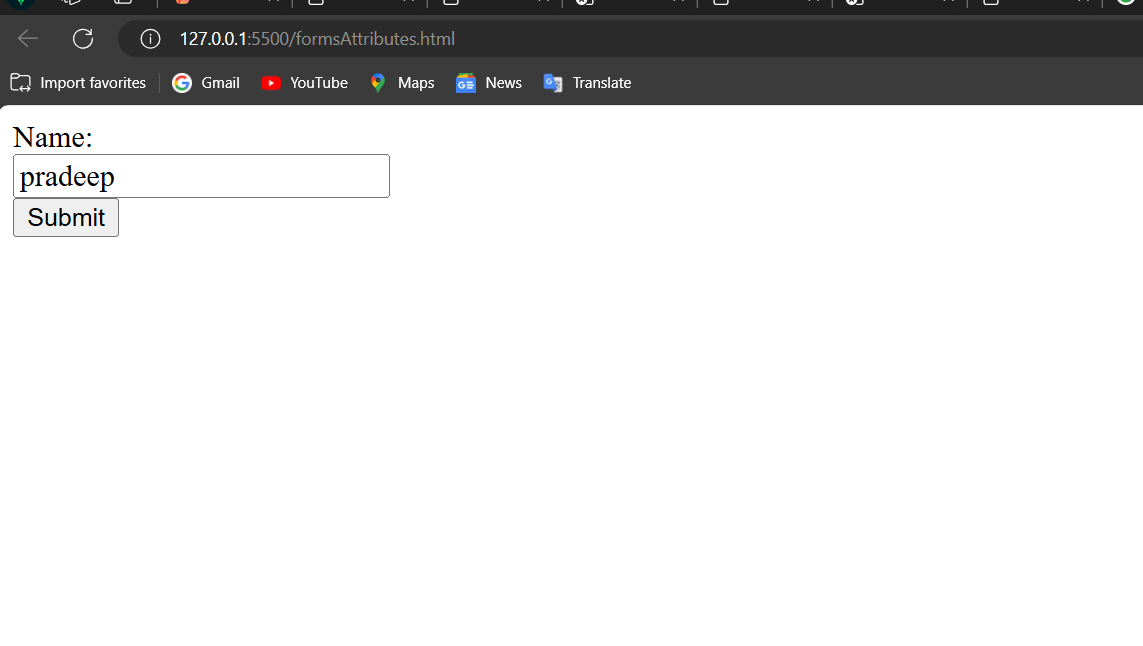 127.0.0.1:5500/formsAttributes.html
Import favorites Gmail YouTube Maps News Translate
Name:
pradeep
Submit